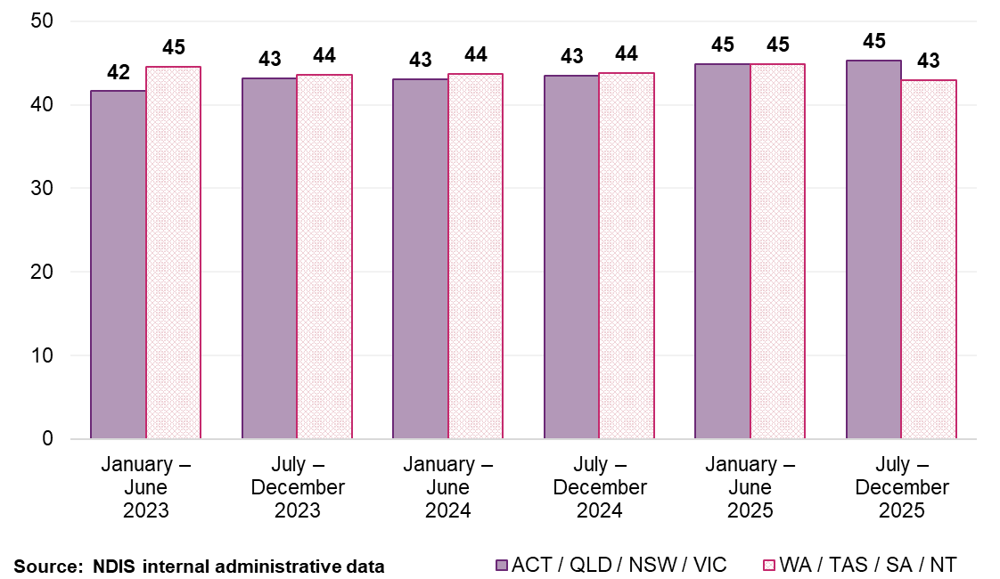 50
40
30
20
10
0
42 45 43 44 43 44 43 44 45 45 45 43
January – July – January – July – January – July –
June December June December June December
2023 2023 2024 2024 2025 2025
Source:  NDIS internal administrative data
ACT / QLD / NSW / VIC WA / TAS / SA / NT